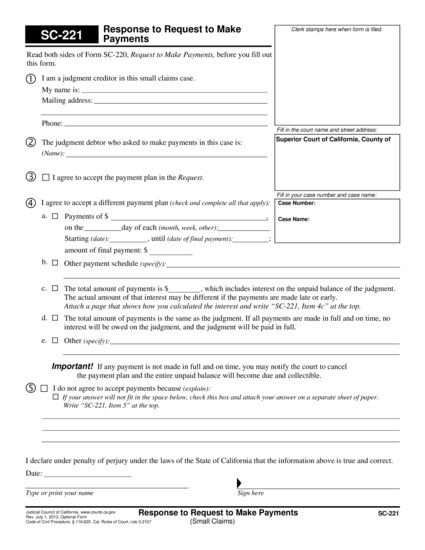 SC-221
Response to Request to Make
Payments
Clerk stamps here when form is filed.
Read both sides of Form SC-220, Request to Make Payments, before you fill out
this form.
1 I am a judgment creditor in this small claims case.
My name is:
Mailing address:
Phone:
Fill in the court name and street address:
Superior Court of California, County of
2 The judgment debtor who asked to make payments in this case is:
(Name):
3 ☐ I agree to accept the payment plan in the Request.
Fill in your case number and case name:
Case Number:
Case Name:
4 I agree to accept a different payment plan (check and complete all that apply):
a. ☐ Payments of $ ,
on the day of each (month, week, other):
Starting (date): , until (date of final payment): ;
amount of final payment: $
b. ☐ Other payment schedule (specify):
c. ☐ The total amount of payments is $ , which includes interest on the unpaid balance of the judgment.
The actual amount of that interest may be different if the payments are made late or early.
Attach a page that shows how you calculated the interest and write “SC-221, Item 4c” at the top.
d. ☐ The total amount of payments is the same as the judgment. If all payments are made in full and on time, no
interest will be owed on the judgment, and the judgment will be paid in full.
e. ☐ Other (specify):
Important! If any payment is not made in full and on time, you may notify the court to cancel
the payment plan and the entire unpaid balance will become due and collectible.
5 ☐ I do not agree to accept payments because (explain):
☐ If your answer will not fit in the space below, check this box and attach your answer on a separate sheet of paper.
Write “SC-221, Item 5” at the top.
I declare under penalty of perjury under the laws of the State of California that the information above is true and correct.
Date:
Type or print your name
Sign here
Judicial Council of California, www.courts.ca.gov
Rev. July 1, 2013, Optional Form
Code of Civil Procedure, § 116.620, Cal. Rules of Court, rule 3.2107
Response to Request to Make Payments
(Small Claims)
SC-221